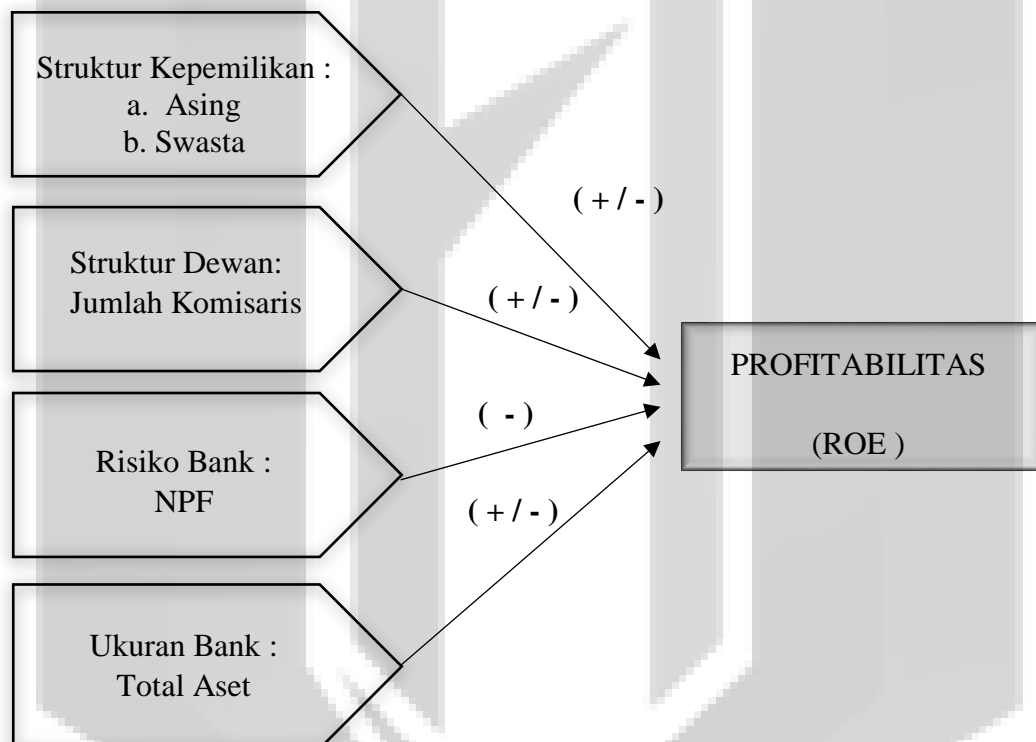 Struktur Kepemilikan :
a. Asing
b. Swasta
( + / - )
Struktur Dewan:
Jumlah Komisaris
( + / - )
PROFITABILITAS
(ROE )
( - )
Risiko Bank :
NPF
( + / - )
Ukuran Bank :
Total Aset